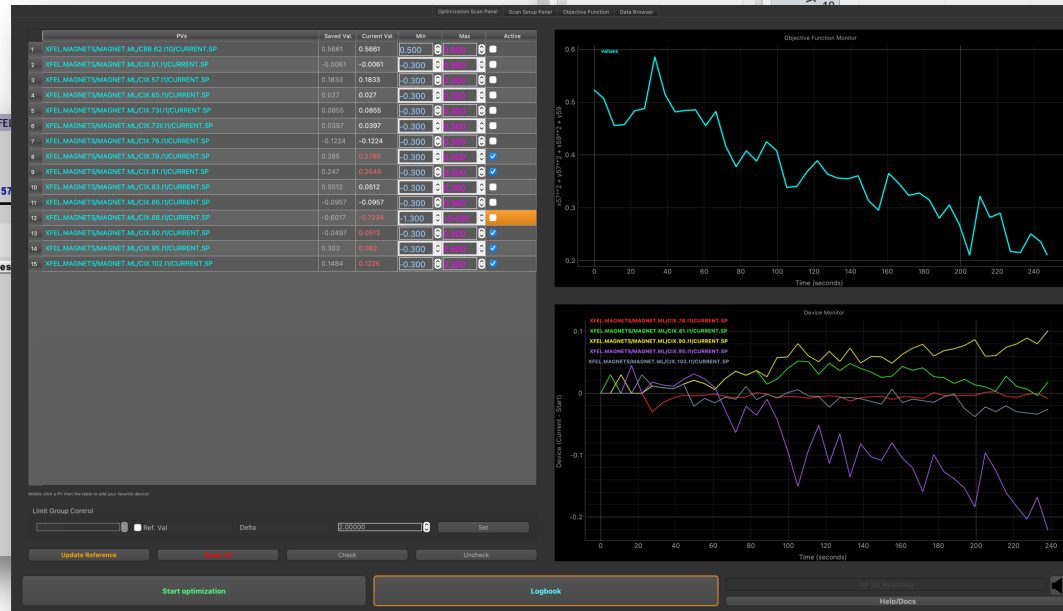 Optimization Scan Panel Scan Setup Panel Objective Function Data Browser
PVs Saved Val. Current Val. Min Max Active
1 XFEL.MAGNETS/MAGNET.ML/CBB.62.I1D/CURRENT.SP 0.5661 0.5661 0.500
2 XFEL.MAGNETS/MAGNET.ML/CIX.51.I1/CURRENT.SP -0.0061 -0.0061 -0.300
3 XFEL.MAGNETS/MAGNET.ML/CIX.57.I1/CURRENT.SP 0.1833 0.1833 -0.300
4 XFEL.MAGNETS/MAGNET.ML/CIX.65.I1/CURRENT.SP 0.027 0.027 -0.300
5 XFEL.MAGNETS/MAGNET.ML/CIX.73I.I1/CURRENT.SP 0.0855 0.0855 -0.300
6 XFEL.MAGNETS/MAGNET.ML/CIX.73II.I1/CURRENT.SP 0.0397 0.0397 -0.300
7 XFEL.MAGNETS/MAGNET.ML/CIX.76.I1/CURRENT.SP -0.1224 -0.1224 -0.300
8 XFEL.MAGNETS/MAGNET.ML/CIX.78.I1/CURRENT.SP 0.285 0.2765 -0.300
9 XFEL.MAGNETS/MAGNET.ML/CIX.81.I1/CURRENT.SP 0.247 0.2648 -0.300
10 XFEL.MAGNETS/MAGNET.ML/CIX.83.I1/CURRENT.SP 0.0512 0.0512 -0.300
11 XFEL.MAGNETS/MAGNET.ML/CIX.86.I1/CURRENT.SP -0.0957 -0.0957 -0.300
12 XFEL.MAGNETS/MAGNET.ML/CIX.88.I1/CURRENT.SP -0.6017 -0.7234 -1.300
13 XFEL.MAGNETS/MAGNET.ML/CIX.90.I1/CURRENT.SP -0.0497 0.0513 -0.300
14 XFEL.MAGNETS/MAGNET.ML/CIX.95.I1/CURRENT.SP 0.303 0.082 -0.300
15 XFEL.MAGNETS/MAGNET.ML/CIX.102.I1/CURRENT.SP 0.1484 0.1225 -0.300
Middle click a PV then the table to add your favorite device!
Limit Group Control
Ref. Val Delta 2.00000 Set
Update Reference Check Uncheck
Start optimization Logbook Help/Docs
Objective Function Monitor
values
x57**2 + y57**2 + x59**2 + y59
0.6
0.5
0.4
0.3
0.2
0 20 40 60 80 100 120 140 160 180 200 220 240
Time (seconds)
Device Monitor
XFEL.MAGNETS/MAGNET.ML/CIX.78.I1/CURRENT.SP
XFEL.MAGNETS/MAGNET.ML/CIX.81.I1/CURRENT.SP
XFEL.MAGNETS/MAGNET.ML/CIX.90.I1/CURRENT.SP
XFEL.MAGNETS/MAGNET.ML/CIX.95.I1/CURRENT.SP
XFEL.MAGNETS/MAGNET.ML/CIX.102.I1/CURRENT.SP
Device (Current - Start)
0.1
0
-0.1
-0.2
0 20 40 60 80 100 120 140 160 180 200 220 240
Time (seconds)